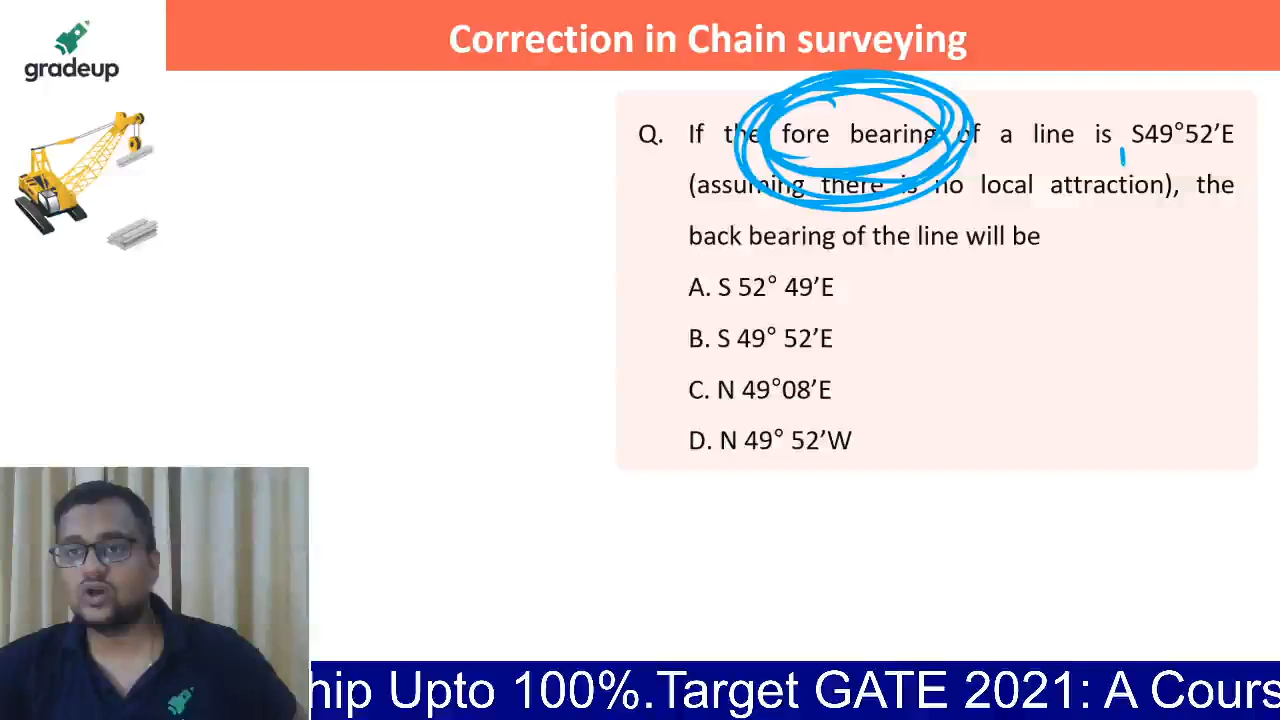 Correction in Chain surveying
gradeup
Q. If the fore bearing of a line is S49°52’E
(assuming there is no local attraction), the
back bearing of the line will be
A. S 52° 49’E
B. S 49° 52’E
C. N 49°08’E
D. N 49° 52’W
hip Upto 100%.Target GATE 2021: A Cours